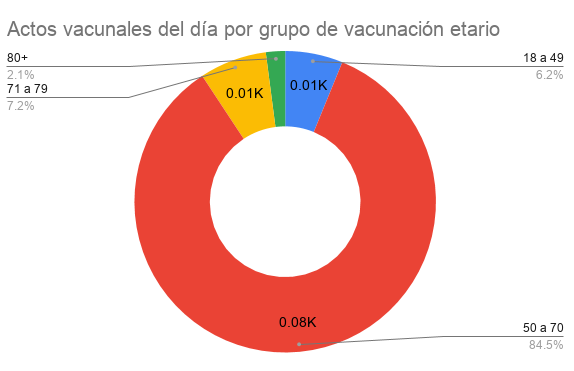 Actos vacunales del día por grupo de vacunación etario
80+
2.1%
71 a 79
7.2%
18 a 49
6.2%
0.01K
0.01K
0.08K
50 a 70
84.5%